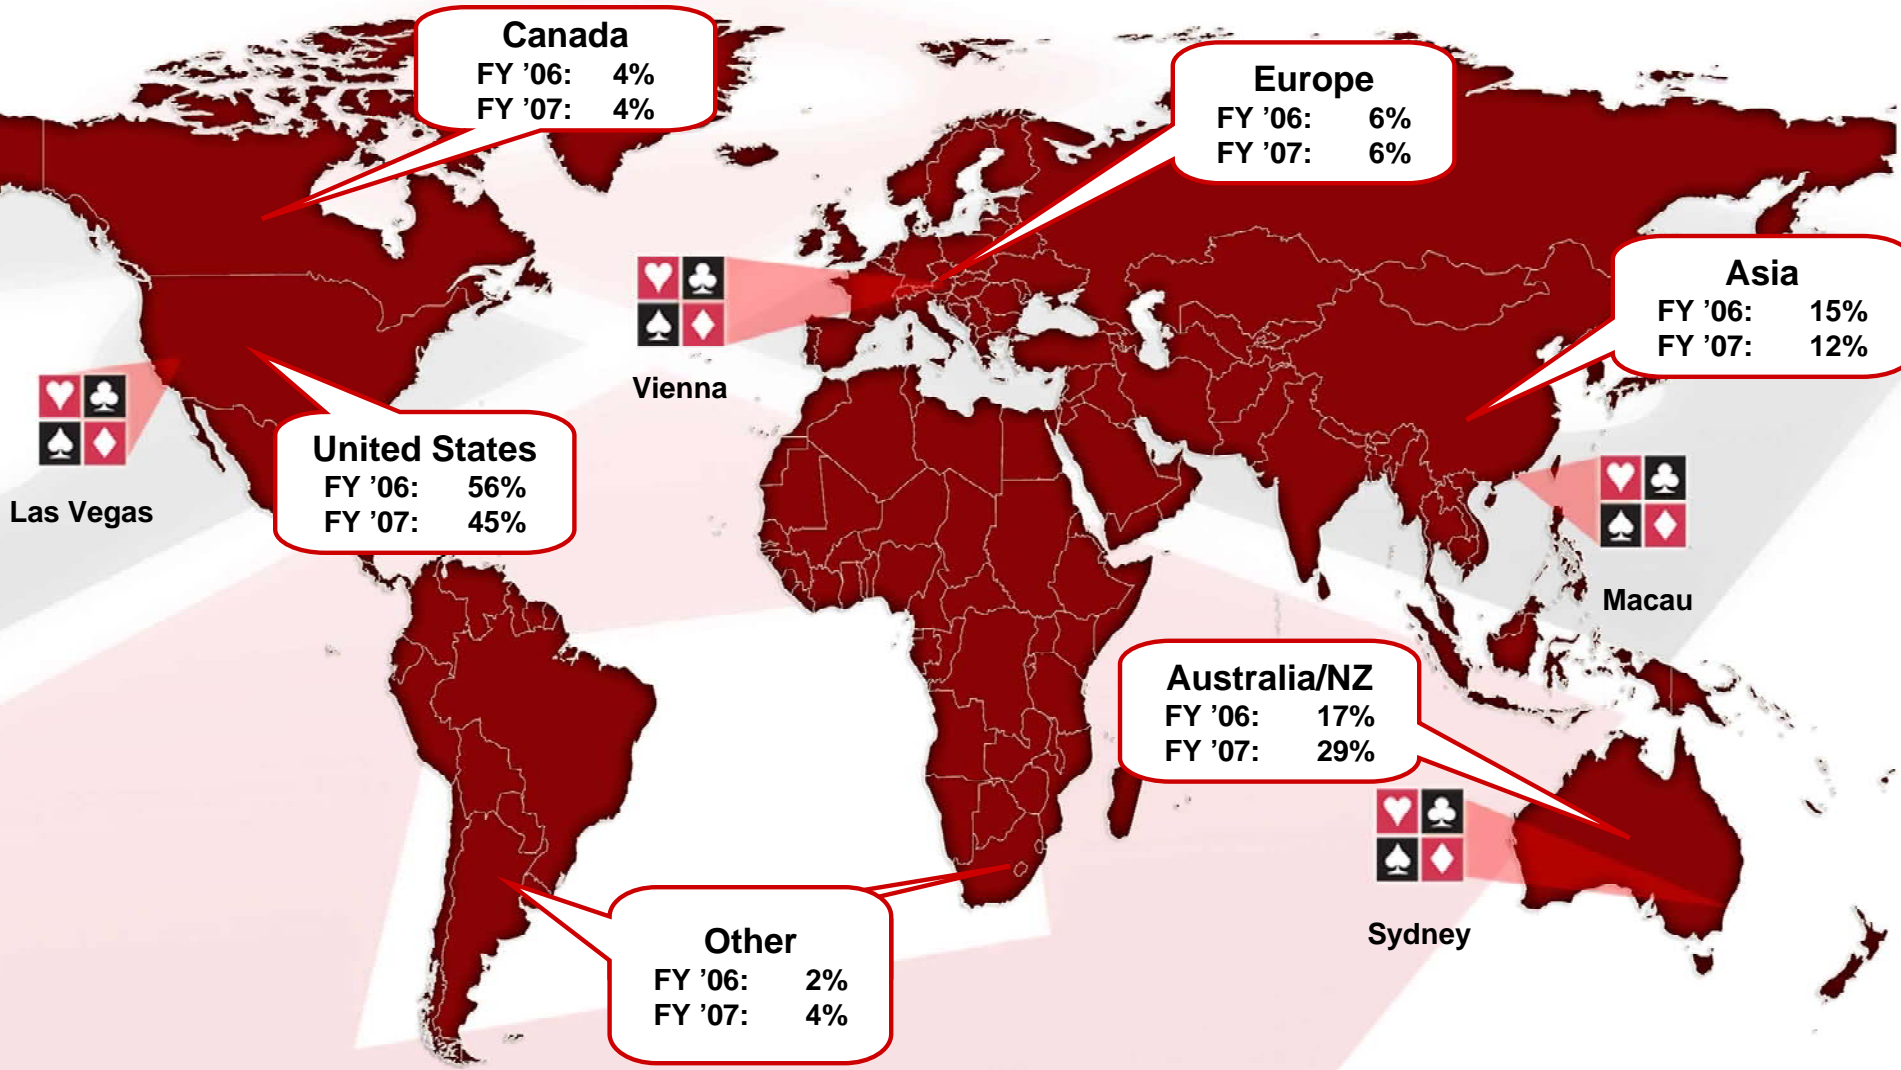 Canada
FY ’06: 4%
FY ’07: 4%
Europe
FY ’06: 6%
FY ’07: 6%
Asia
FY ’06: 15%
FY ’07: 12%
Vienna
United States
FY ’06: 56%
FY ’07: 45%
Las Vegas
Macau
Australia/NZ
FY ’06: 17%
FY ’07: 29%
Sydney
Other
FY ’06: 2%
FY ’07: 4%